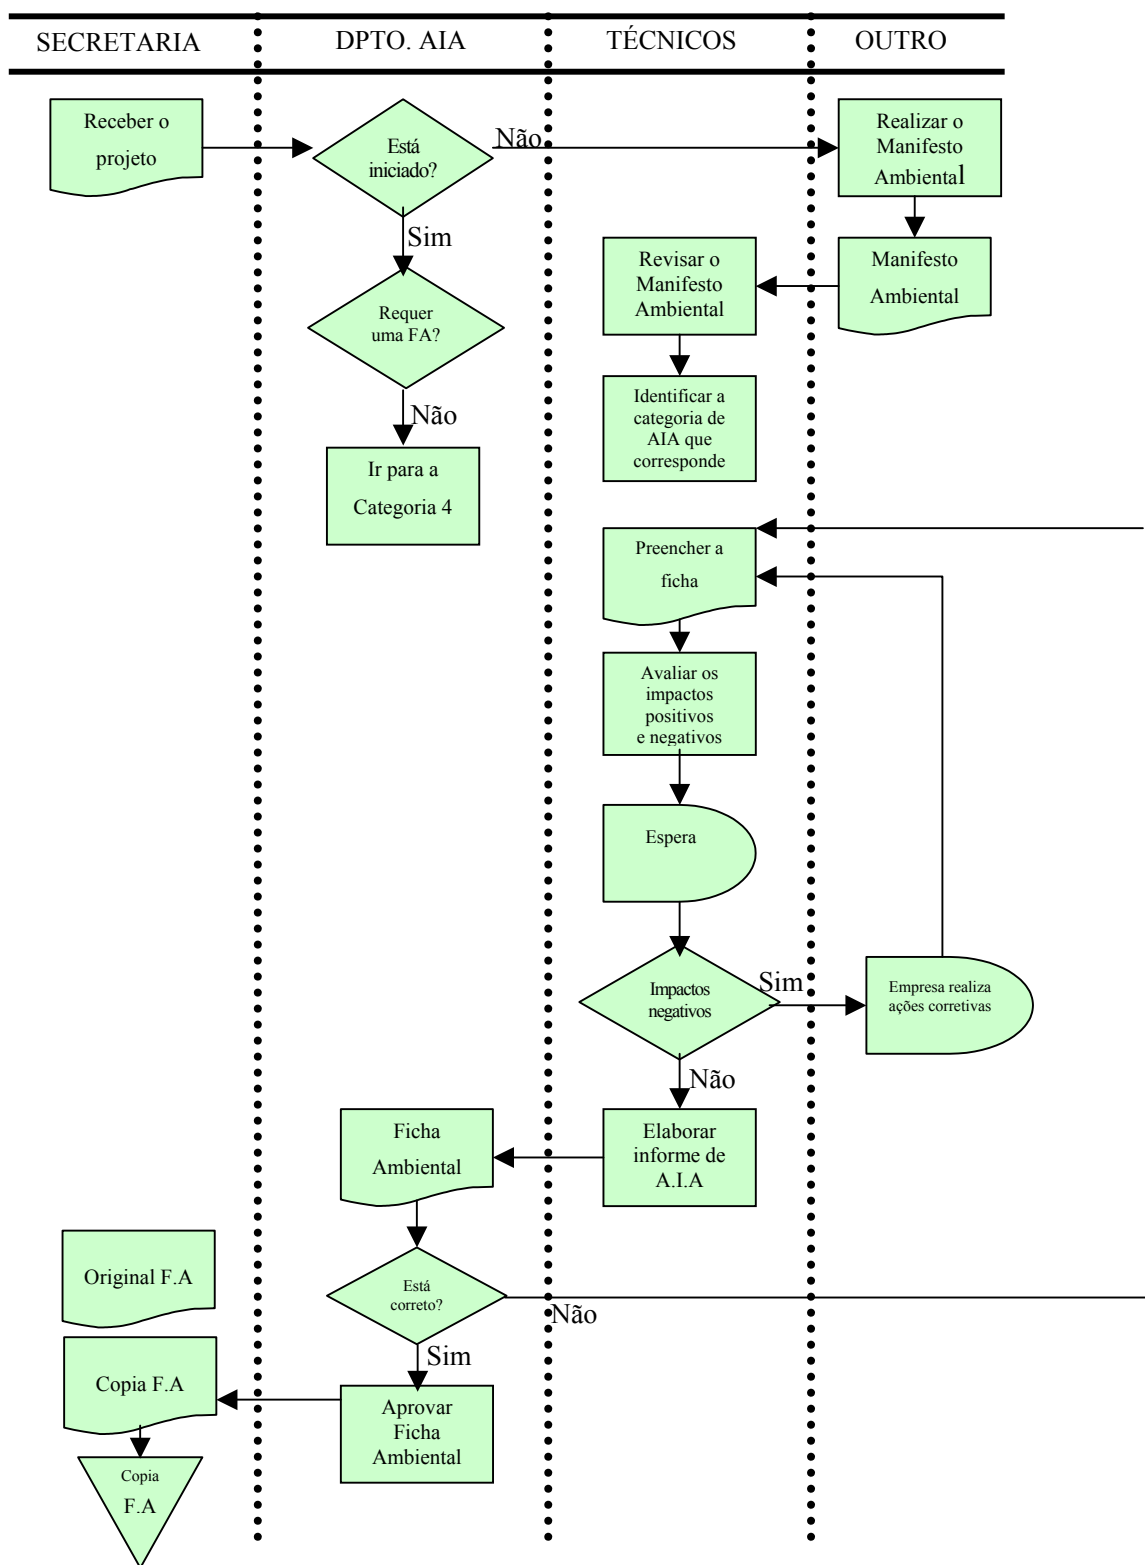 SECRETARIA
DPTO. AIA
TÉCNICOS
OUTRO
Receber o
projeto
Está
iniciado?
Não
Realizar o
Manifesto
Ambiental
Sim
Revisar o
Manifesto
Ambiental
Manifesto
Ambiental
Requer
uma FA?
Não
Identificar a
categoria de
AIA que
corresponde
Ir para a
Categoria 4
Preencher a
ficha
Avaliar os
impactos
positivos
e negativos
Espera
Impactos
negativos
Sim
Empresa realiza
ações corretivas
Não
Ficha
Ambiental
Elaborar
informe de
A.I.A
Original F.A
Está
correto?
Não
Sim
Copia F.A
Aprovar
Ficha
Ambiental
Copia
F.A